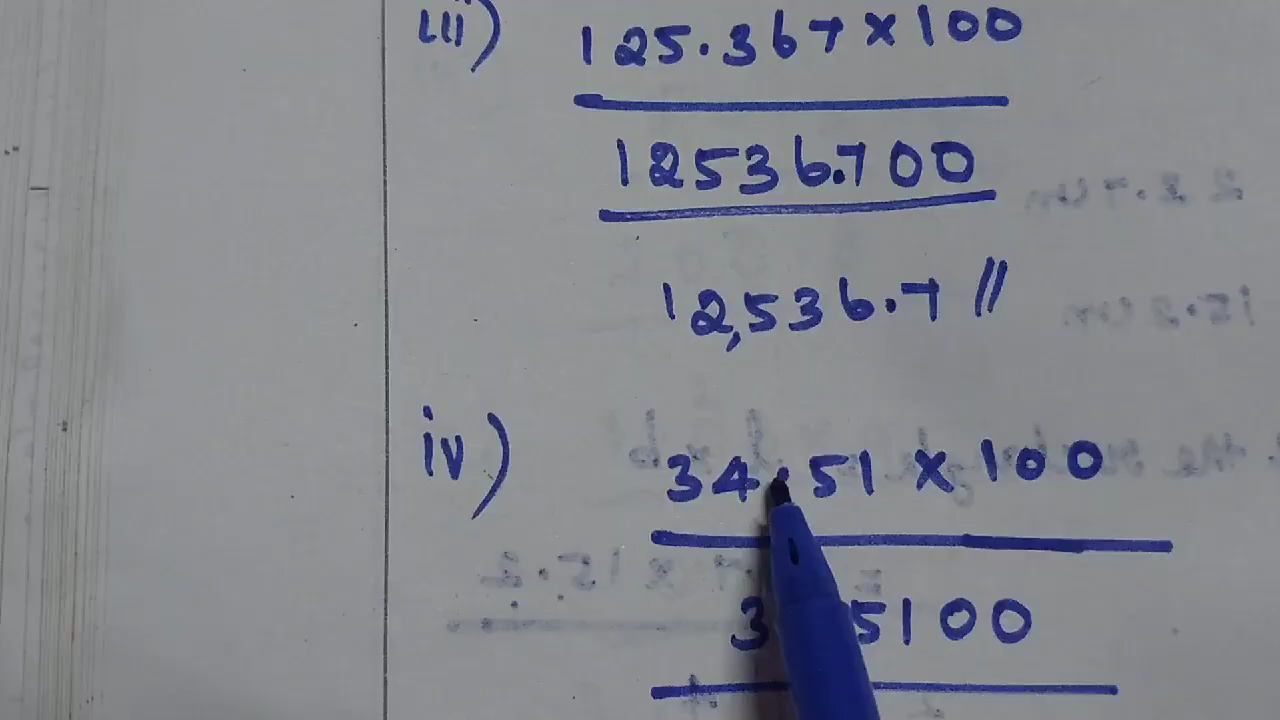 iii) 125.367 x 100
12536.700
12,536.7 //
iv) 34.51 x 100
5100